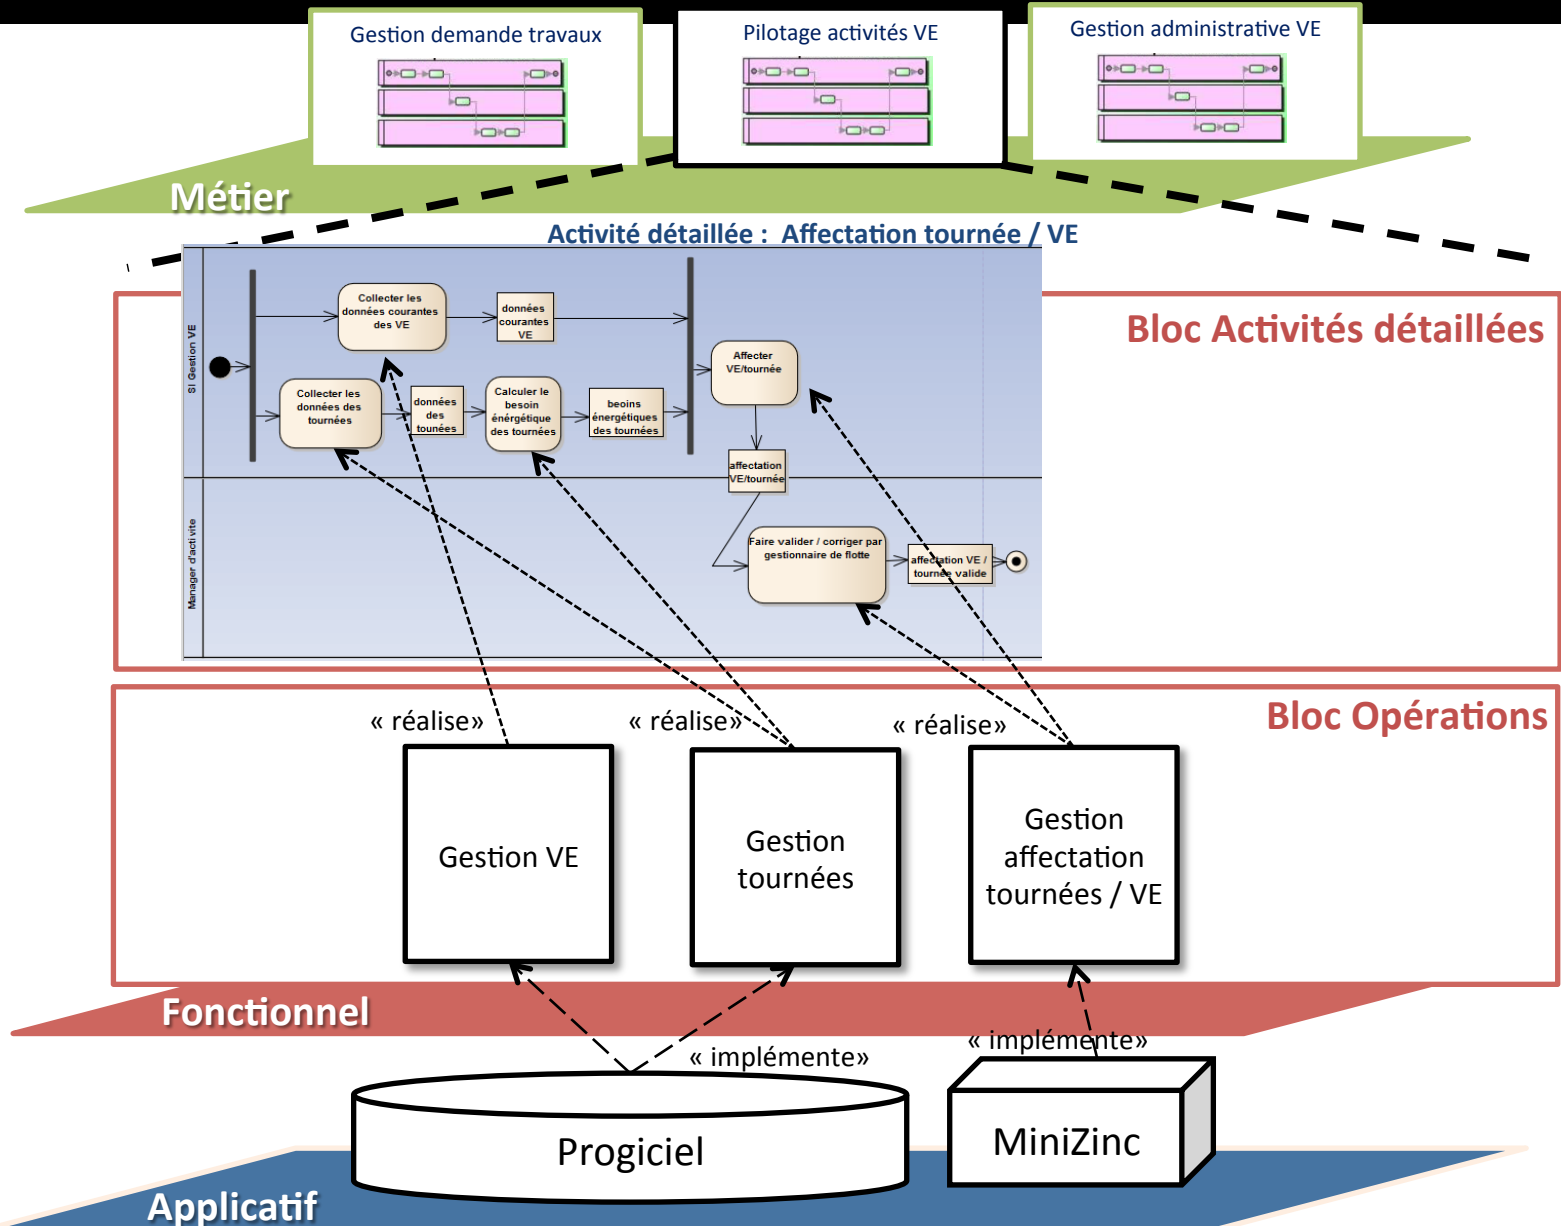 Gestion demande travaux
Pilotage activités VE
Gestion administrative VE
Métier
Activité détaillée : Affectation tournée / VE
Bloc Activités détaillées
SI Gestion VE
Collecter les
données courantes
des VE
données
courantes
VE
Affecter
VE/tournée
Collecter les
données des
tournées
données
des
tounées
Calculer le
besoin
énérgétique
des tournées
beoins
énergétiques
des tournées
affectation
VE/tournée
Manager d'activite
Faire valider / corriger par
gestionnaire de flotte
affectation VE /
tournée valide
Bloc Opérations
« réalise»
« réalise»
« réalise»
Gestion VE
Gestion
tournées
Gestion
affectation
tournées / VE
Fonctionnel
« implémente»
« implémente»
Progiciel
MiniZinc
Applicatif